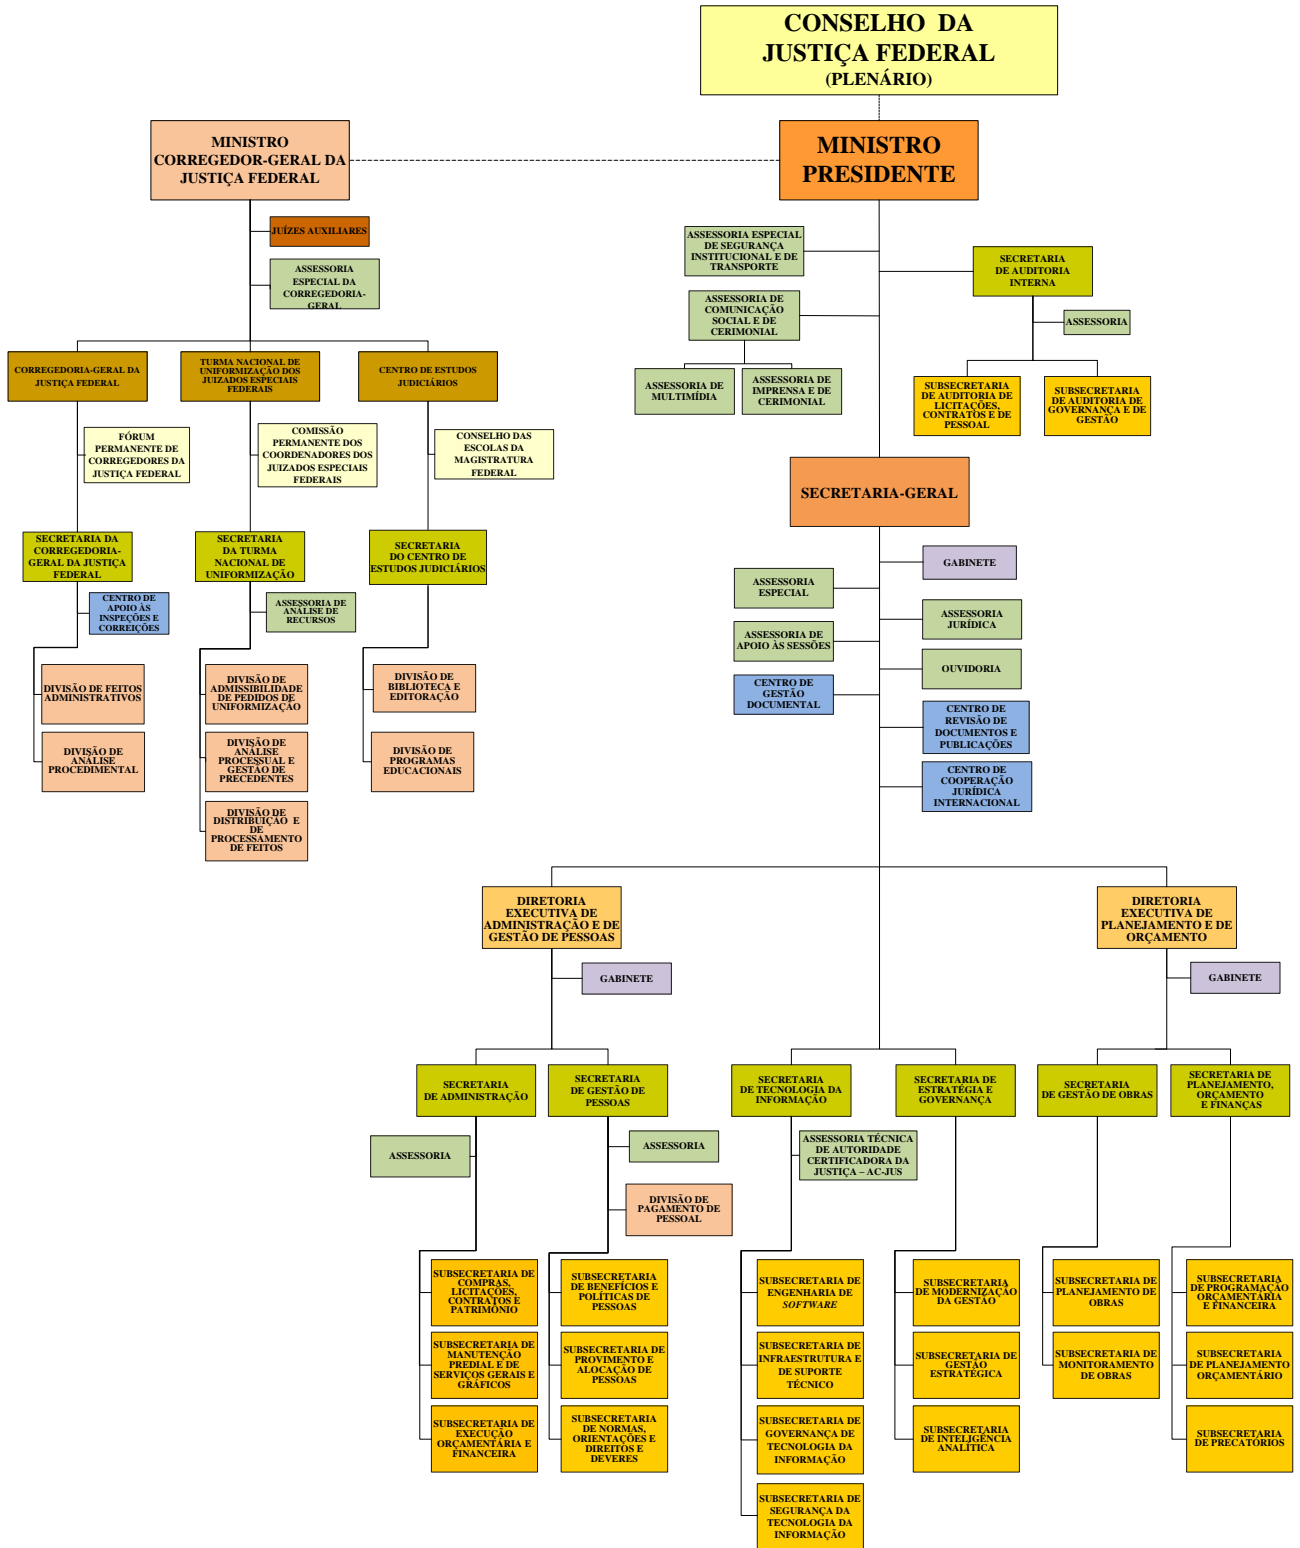 CONSELHO DA
JUSTIÇA FEDERAL
(PLENÁRIO)
MINISTRO
CORREGEDOR-GERAL DA
JUSTIÇA FEDERAL
MINISTRO
PRESIDENTE
JUÍZES AUXILIARES
ASSESSORIA
ESPECIAL DA
CORREGEDORIA-
GERAL
ASSESSORIA ESPECIAL
DE SEGURANÇA
INSTITUCIONAL E DE
TRANSPORTE
SECRETARIA
DE AUDITORIA
INTERNA
ASSESSORIA DE
COMUNICAÇÃO
SOCIAL E DE
CERIMONIAL
ASSESSORIA
CORREGEDORIA-GERAL DA
JUSTIÇA FEDERAL
TURMA NACIONAL DE
UNIFORMIZAÇÃO DOS
JUIZADOS ESPECIAIS
FEDERAIS
CENTRO DE ESTUDOS
JUDICIÁRIOS
ASSESSORIA DE
MULTIMÍDIA
ASSESSORIA DE
IMPRENSA E DE
CERIMONIAL
SUBSECRETARIA
DE AUDITORIA DE
LICITAÇÕES,
CONTRATOS E DE
PESSOAL
SUBSECRETARIA
DE AUDITORIA DE
GOVERNANÇA E DE
GESTÃO
FÓRUM
PERMANENTE DE
CORREGEDORES DA
JUSTIÇA FEDERAL
COMISSÃO
PERMANENTE DOS
COORDENADORES DOS
JUIZADOS ESPECIAIS
FEDERAIS
CONSELHO DAS
ESCOLAS DA
MAGISTRATURA
FEDERAL
SECRETARIA-GERAL
SECRETARIA DA
CORREGEDORIA-
GERAL DA JUSTIÇA
FEDERAL
SECRETARIA
DA TURMA
NACIONAL DE
UNIFORMIZAÇÃO
SECRETARIA
DO CENTRO DE
ESTUDOS JUDICIÁRIOS
GABINETE
CENTRO DE
APOIO ÀS
INSPEÇÕES E
CORREIÇÕES
ASSESSORIA DE
ANÁLISE DE
RECURSOS
ASSESSORIA
ESPECIAL
ASSESSORIA
JURÍDICA
ASSESSORIA DE
APOIO ÀS SESSÕES
OUVIDORIA
DIVISÃO DE FEITOS
ADMINISTRATIVOS
DIVISÃO DE
ADMISSIBILIDADE
DE PEDIDOS DE
UNIFORMIZAÇÃO
DIVISÃO DE
BIBLIOTECA E
EDITORAÇÃO
CENTRO DE
GESTÃO
DOCUMENTAL
CENTRO DE
REVISÃO DE
DOCUMENTOS E
PUBLICAÇÕES
DIVISÃO DE
ANÁLISE
PROCEDIMENTAL
DIVISÃO DE
ANÁLISE
PROCESSUAL E
GESTÃO DE
PRECEDENTES
DIVISÃO DE
PROGRAMAS
EDUCACIONAIS
CENTRO DE
COOPERAÇÃO
JURÍDICA
INTERNACIONAL
DIVISÃO DE
DISTRIBUIÇÃO E
DE
PROCESSAMENTO
DE FEITOS
DIRETORIA
EXECUTIVA DE
ADMINISTRAÇÃO E DE
GESTÃO DE PESSOAS
DIRETORIA
EXECUTIVA DE
PLANEJAMENTO E DE
ORÇAMENTO
GABINETE
GABINETE
SECRETARIA
DE ADMINISTRAÇÃO
SECRETARIA
DE GESTÃO DE
PESSOAS
SECRETARIA
DE TECNOLOGIA DA
INFORMAÇÃO
SECRETARIA DE
ESTRATÉGIA E
GOVERNANÇA
SECRETARIA
DE GESTÃO DE OBRAS
SECRETARIA DE
PLANEJAMENTO,
ORÇAMENTO
E FINANÇAS
ASSESSORIA
ASSESSORIA
ASSESSORIA TÉCNICA
DE AUTORIDADE
CERTIFICADORA DA
JUSTIÇA – AC-JUS
DIVISÃO DE
PAGAMENTO DE
PESSOAL
SUBSECRETARIA DE
COMPRAS,
LICITAÇÕES,
CONTRATOS E
PATRIMÔNIO
SUBSECRETARIA
DE BENEFÍCIOS E
POLÍTICAS DE
PESSOAS
SUBSECRETARIA DE
ENGENHARIA DE
SOFTWARE
SUBSECRETARIA
DE MODERNIZAÇÃO
DA GESTÃO
SUBSECRETARIA DE
PLANEJAMENTO DE
OBRAS
SUBSECRETARIA
DE PROGRAMAÇÃO
ORÇAMENTÁRIA
E FINANCEIRA
SUBSECRETARIA DE
MANUTENÇÃO
PREDIAL E DE
SERVIÇOS GERAIS E
GRÁFICOS
SUBSECRETARIA DE
PROVIMENTO E
ALOCAÇÃO DE
PESSOAS
SUBSECRETARIA DE
INFRAESTRUTURA E
DE SUPORTE
TÉCNICO
SUBSECRETARIA DE
GESTÃO
ESTRATÉGICA
SUBSECRETARIA DE
MONITORAMENTO
DE OBRAS
SUBSECRETARIA
DE PLANEJAMENTO
ORÇAMENTÁRIO
SUBSECRETARIA DE
EXECUÇÃO
ORÇAMENTÁRIA E
FINANCEIRA
SUBSECRETARIA
DE NORMAS,
ORIENTAÇÕES E
DIREITOS E
DEVERES
SUBSECRETARIA DE
GOVERNANÇA DE
TECNOLOGIA DA
INFORMAÇÃO
SUBSECRETARIA
DE INTELIGÊNCIA
ANALÍTICA
SUBSECRETARIA
DE PRECATÓRIOS
SUBSECRETARIA DE
SEGURANÇA DA
TECNOLOGIA DA
INFORMAÇÃO